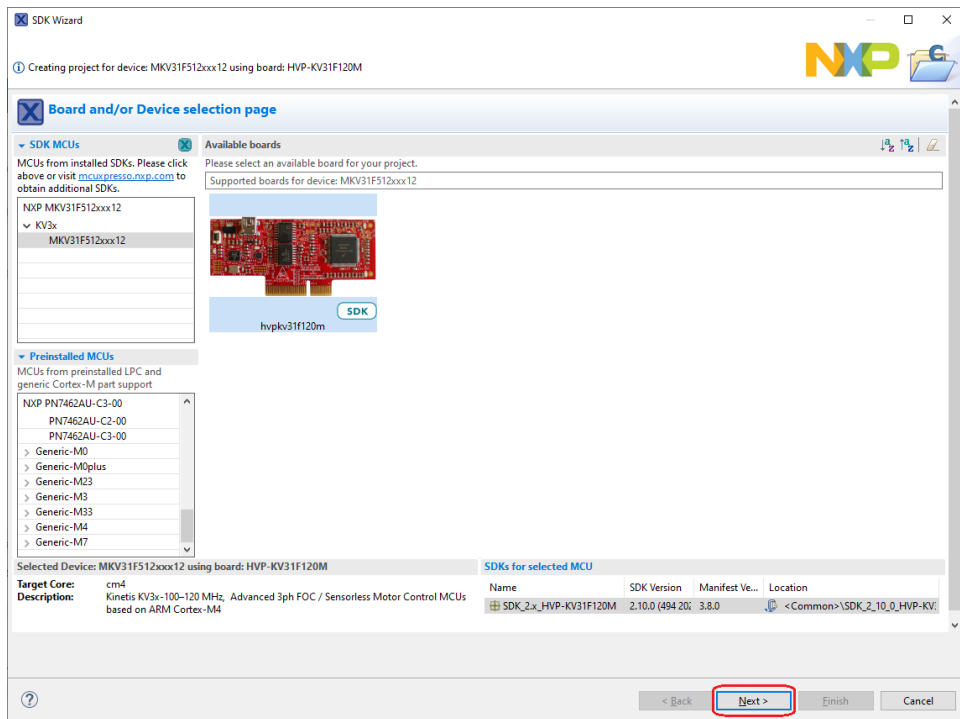 SDK Wizard
Creating project for device: MKV31F512xxx12 using board: HVP-KV31F120M
NXP
Board and/or Device selection page
SDK MCUs
MCUs from installed SDKs. Please click
above or visit mcuxpresso.nxp.com to
obtain additional SDKs.
NXP MKV31F512xxx12
KV3x
MKV31F512xxx12
Preinstalled MCUs
MCUs from preinstalled LPC and
generic Cortex-M part support
NXP PN7462AU-C3-00
PN7462AU-C2-00
PN7462AU-C3-00
Generic-M0
Generic-M0plus
Generic-M23
Generic-M3
Generic-M33
Generic-M4
Generic-M7
Available boards
Please select an available board for your project.
Supported boards for device: MKV31F512xxx12
SDK
hvpkv31f120m
Selected Device: MKV31F512xxx12 using board: HVP-KV31F120M
Target Core: cm4
Description: Kinetis KV3x-100–120 MHz, Advanced 3ph FOC / Sensorless Motor Control MCUs
based on ARM Cortex-M4
SDKs for selected MCU
Name SDK Version Manifest Ve... Location
SDK_2.x_HVP-KV31F120M 2.10.0 (494 202 3.8.0 <Common>\SDK_2_10_0_HVP-KV
< Back Next > Finish Cancel